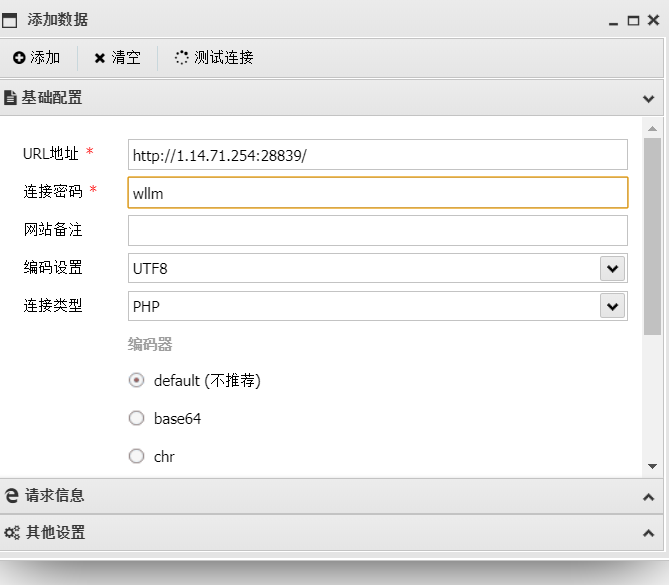 添加数据
添加 清空 测试连接
基础配置
URL地址 * http://1.14.71.254:28839/
连接密码 * wllm
网站备注
编码设置 UTF8
连接类型 PHP
编码器
default (不推荐)
base64
chr
请求信息
其他设置